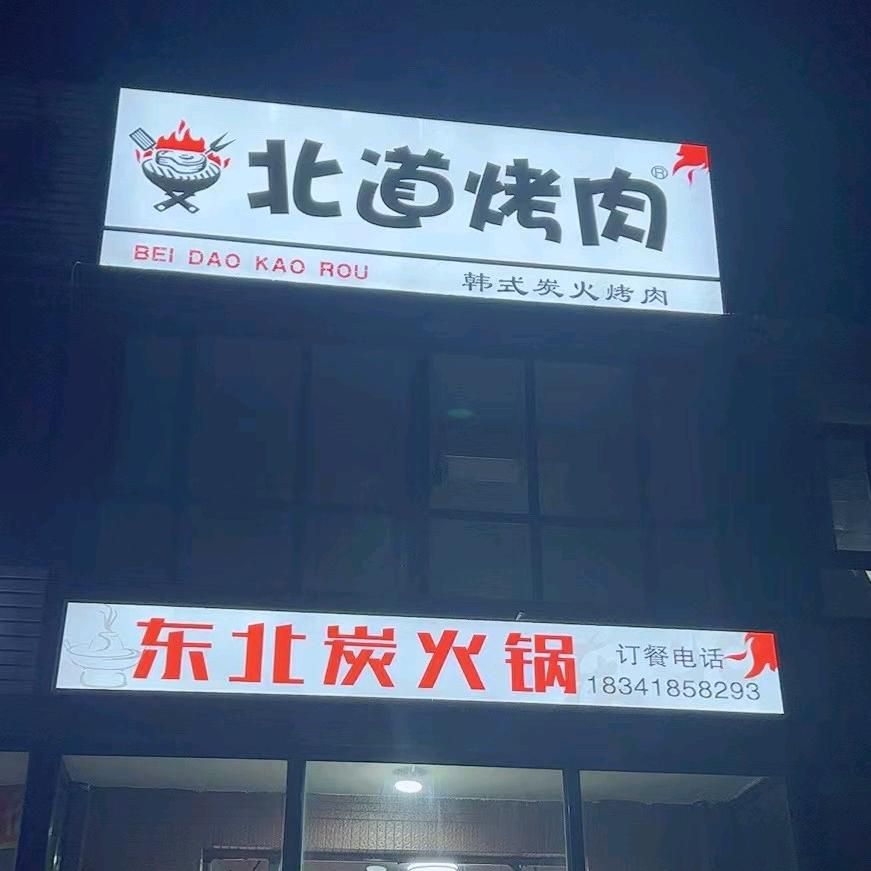 北道烤肉®
BEI DAO KAO ROU
韩式炭火烤肉
东北炭火锅
订餐电话
18341858293